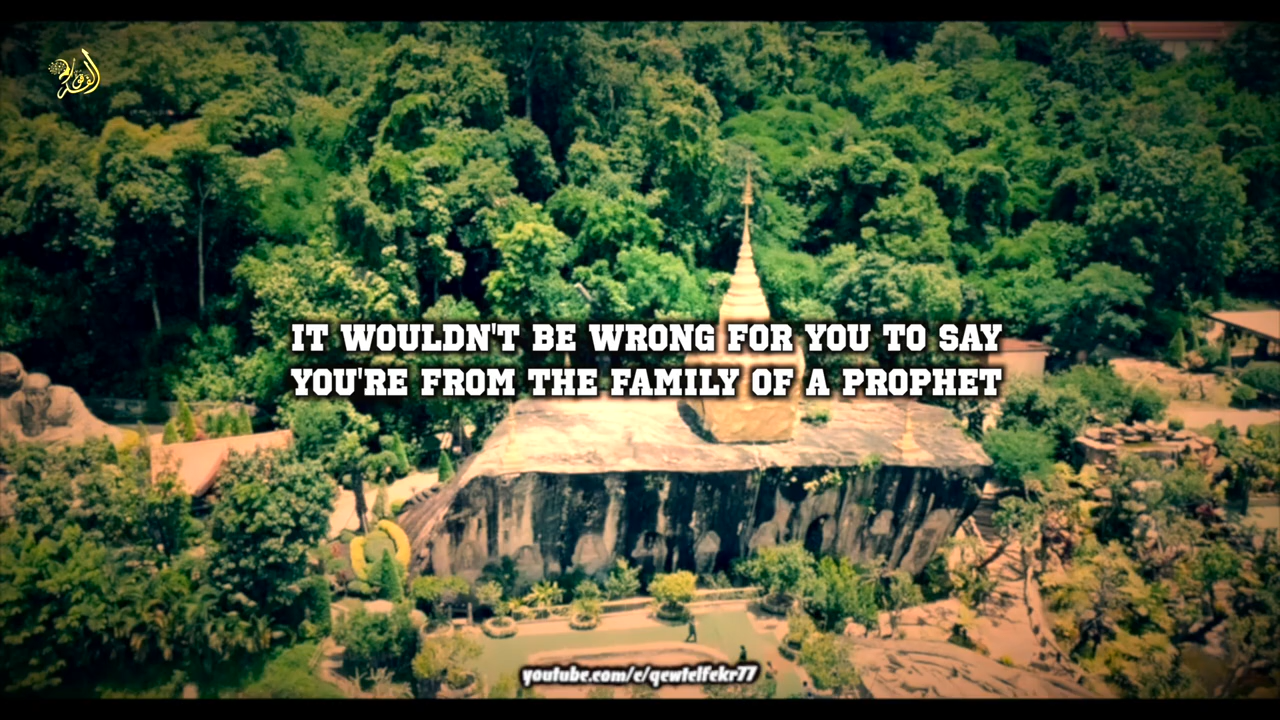 IT WOULDN'T BE WRONG FOR YOU TO SAY
YOU'RE FROM THE FAMILY OF A PROPHET
youtube.com/c/qewtelfekr77